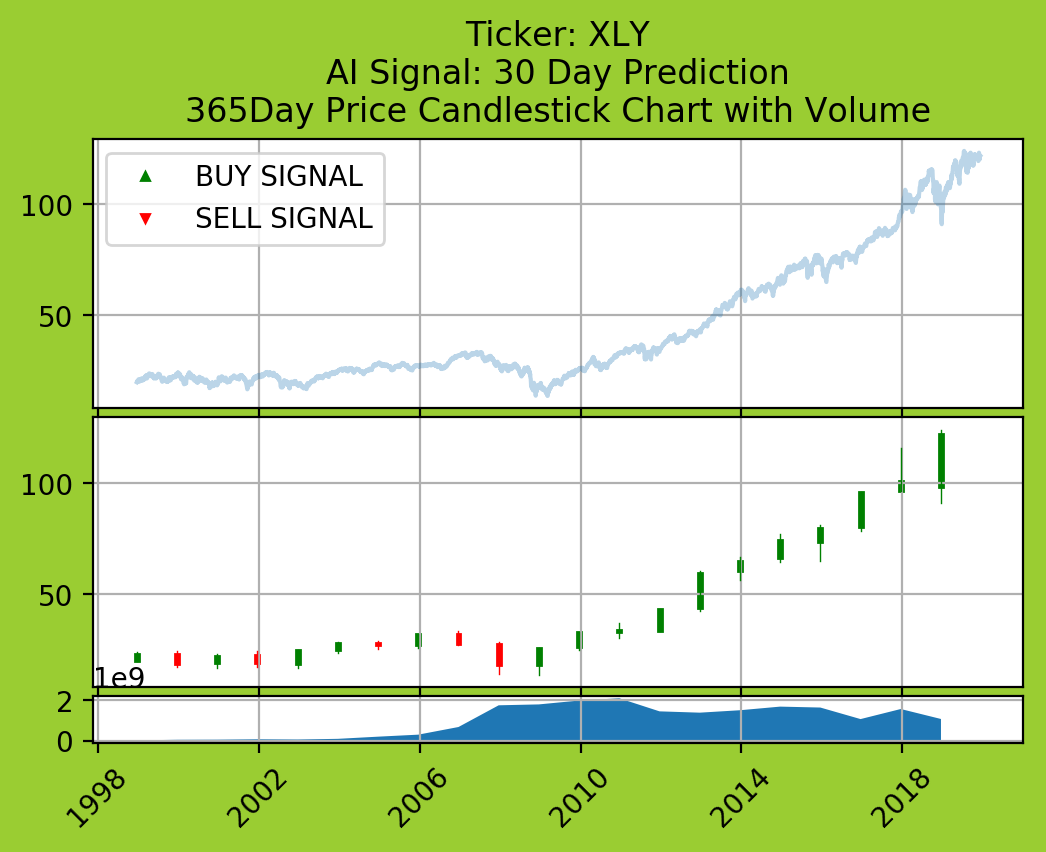 Ticker: XLY
AI Signal: 30 Day Prediction
365Day Price Candlestick Chart with Volume
BUY SIGNAL
SELL SIGNAL
100
50
100
50
1e9
2
0
1998
2002
2006
2010
2014
2018